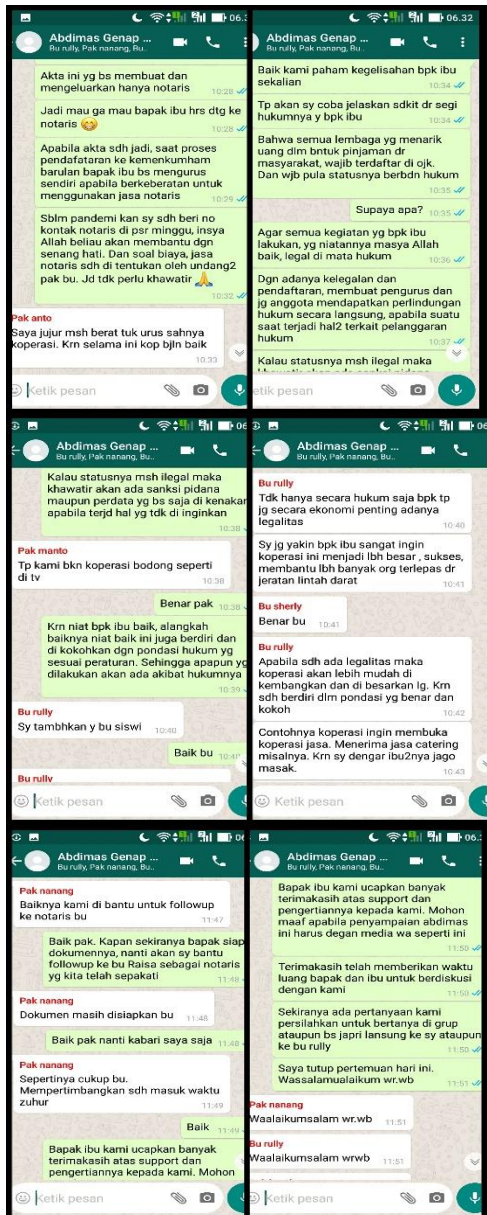 06.
Abdimas Genap ...
Bu rully, Pak nanang, Bu..
Akta ini yg bs membuat dan
mengeluarkan hanya notaris
10:28
Jadi mau ga mau bapak ibu hrs dtg ke
notaris 😊
10:28
Apabila akta sdh jadi, saat proses
pendafataran ke kemenkumham
barulan bapak ibu bs mengurus
sendiri apabila berkeberatan untuk
menggunakan jasa notaris
10:29
Sblm pandemi kan sy sdh beri no
kontak notaris di psr minggu, insya
Allah beliau akan membantu dgn
senang hati. Dan soal biaya, jasa
notaris sdh di tentukan oleh undang2
pak bu. Jd tdk perlu khawatir 🙏
10:32
Pak anto
Saya jujur msh berat tuk urus sahnya
koperasi. Krn selama ini kop bjln baik
10:33
Ketik pesan
06.32
Abdimas Genap ...
Bu rully, Pak nanang, Bu..
Baik kami paham kegelisahan bpk ibu
sekalian
10:34
Tp akan sy coba jelaskan sdkit dr segi
hukumnya y bpk ibu
10:34
Bahwa semua lembaga yg menarik
uang dlm bntuk pinjaman dr
masyarakat, wajib terdaftar di ojk.
Dan wjb pula statusnya berbdn hukum
10:35
Supaya apa?
10:35
Agar semua kegiatan yg bpk ibu
lakukan, yg niatannya masya Allah
baik, legal di mata hukum
10:36
Dgn adanya kelegalan dan
pendaftaran, membuat pengurus dan
jg anggota mendapatkan perlindungan
hukum secara langsung, apabila suatu
saat terjadi hal2 terkait pelanggaran
hukum
10:37
Kalau statusnya msh ilegal maka
khawatir akan ada sanksi pidana
etik pesan
06
Abdimas Genap ...
Bu rully, Pak nanang, Bu..
Kalau statusnya msh ilegal maka
khawatir akan ada sanksi pidana
maupun perdata yg bs saja di kenakan
apabila terjd hal yg tdk di inginkan
10:38
Pak manto
Tp kami bkn koperasi bodong seperti
di tv
10:38
Benar pak
10:38
Krn niat bpk ibu baik, alangkah
baiknya niat baik ini juga berdiri dan
di kokohkan dgn pondasi hukum yg
sesuai peraturan. Sehingga apapun yg
dilakukan akan ada akibat hukumnya
10:39
Bu rully
Sy tambhkan y bu siswi
10:40
Baik bu
10:40
Bu rully
Ketik pesan
06
Abdimas Genap ...
Bu rully, Pak nanang, Bu..
Bu rully
Tdk hanya secara hukum saja bpk tp
jg secara ekonomi penting adanya
legalitas
10:40
Sy jg yakin bpk ibu sangat ingin
koperasi ini menjadi lbh besar , sukses,
membantu lbh banyak org terlepas dr
jeratan lintah darat
10:41
Bu sherly
Benar bu
10:41
Bu rully
Apabila sdh ada legalitas maka
koperasi akan lebih mudah di
kembangkan dan di besarkan lg. Krn
sdh berdiri dlm pondasi yg benar dan
kokoh
10:42
Contohnya koperasi ingin membuka
koperasi jasa. Menerima jasa catering
misalnya. Krn sy dengar ibu2nya jago
masak.
10.43
Ketik pesan
06
Abdimas Genap ...
Bu rully, Pak nanang, Bu..
Pak nanang
Baiknya kami di bantu untuk followup
ke notaris bu
11:47
Baik pak. Kapan sekiranya bapak siap
dokumennya, nanti akan sy bantu
followup ke bu Raisa sebagai notaris
yg kita telah sepakati
11:48
Pak nanang
Dokumen masih disiapkan bu
11:48
Baik pak nanti kabari saya saja
11:48
Pak nanang
Sepertinya cukup bu.
Mempertimbangkan sdh masuk waktu
zuhur
11:49
Baik
11:49
Bapak ibu kami ucapkan banyak
terimakasih atas support dan
pengertiannya kepada kami. Mohon
Ketik pesan
06.
Abdimas Genap ...
Bu rully, Pak nanang, Bu..
Bapak ibu kami ucapkan banyak
terimakasih atas support dan
pengertiannya kepada kami. Mohon
maaf apabila penyampaian abdimas
ini harus degan media wa seperti ini
11:50
Terimakasih telah memberikan waktu
luang bapak dan ibu untuk berdiskusi
dengan kami
11:50
Sekiranya ada pertanyaan kami
persilahkan untuk bertanya di grup
ataupun bs japri lansung ke sy ataupun
ke bu rully
11:50
Saya tutup pertemuan hari ini.
Wassalamualaikum wr.wb
11:51
Pak nanang
Waalaikumsalam wr.wb
11:51
Bu rully
Waalaikumsalam wrwb
11:51
Ketik pesan